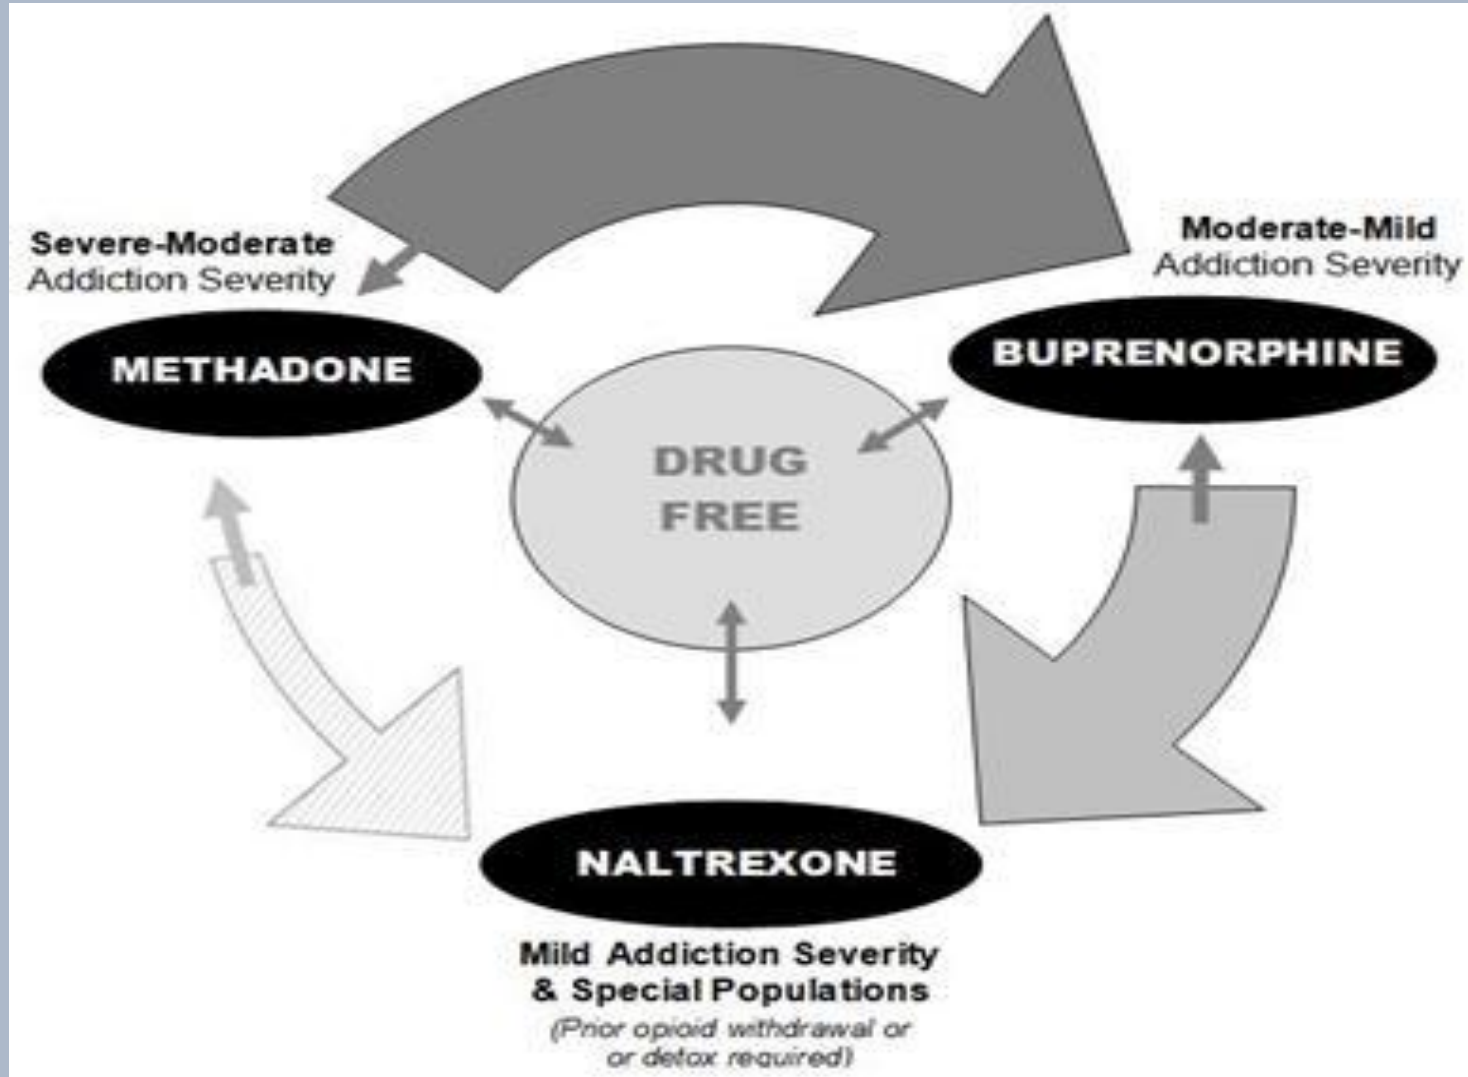 Severe-Moderate
Addiction Severity
METHADONE
Moderate-Mild
Addiction Severity
BUPRENORPHINE
DRUG
FREE
NALTREXONE
Mild Addiction Severity
& Special Populations
(Prior opioid withdrawal or
or detox required)